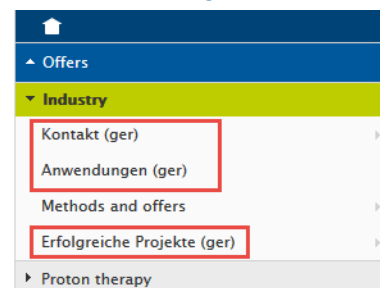 Offers
Industry
Kontakt (ger)
Anwendungen (ger)
Methods and offers
Erfolgreiche Projekte (ger)
Proton therapy